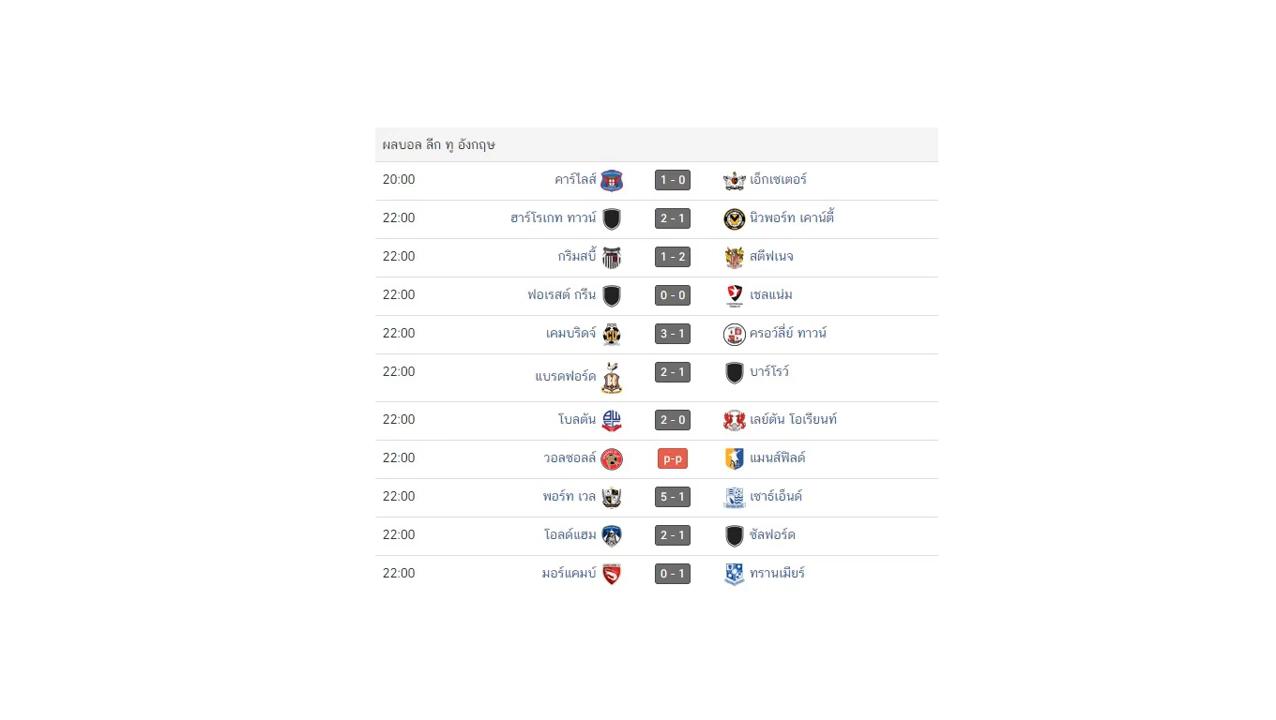 ผลบอล ลีก ทู อังกฤษ
20:00 คาร์ไลส์ 1 - 0 เอ็กเซเตอร์
22:00 ฮาร์โรเกท ทาวน์ 2 - 1 นิวพอร์ท เคาน์ตี้
22:00 กริมสบี้ 1 - 2 สตีฟเนจ
22:00 ฟอเรสต์ กรีน 0 - 0 เชลแน่ม
22:00 เคมบริดจ์ 3 - 1 ครอว์ลี่ย์ ทาวน์
22:00 แบรดฟอร์ด 2 - 1 บาร์โรว์
22:00 โบลตัน 2 - 0 เลย์ตัน โอเรียนท์
22:00 วอลซอลล์ p-p แมนส์ฟิลด์
22:00 พอร์ท เวล 5 - 1 เซาธ์เอ็นด์
22:00 โอลด์แฮม 2 - 1 ซัลฟอร์ด
22:00 มอร์แคมบ์ 0 - 1 ทรานเมียร์